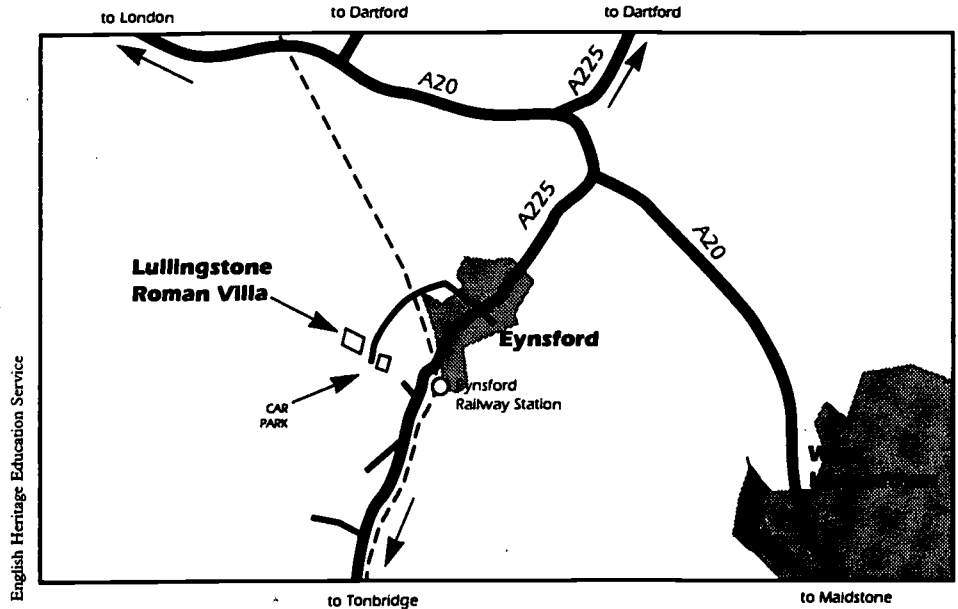 to London
to Dartford
to Dartford
A20
A225
A225
A20
Lullingstone
Roman Villa
Eynsford
Eynsford
Railway Station
CAR
PARK
English Heritage Education Service
to Tonbridge
to Maidstone